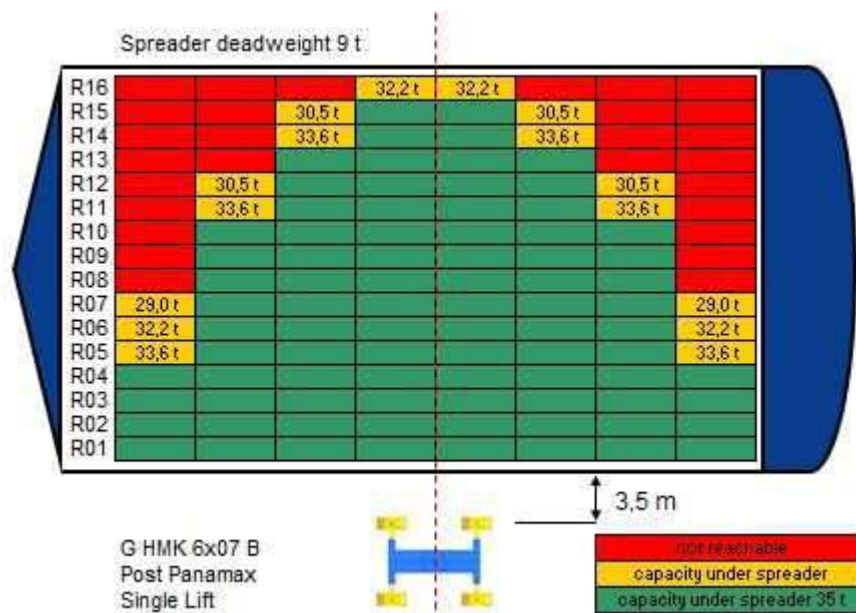 Spreader deadweight 9 t
R16 32,2 t 32,2 t
R15 30,5 t 30,5 t
R14 33,6 t 33,6 t
R13
R12 30,5 t 30,5 t
R11 33,6 t 33,6 t
R10
R09
R08
R07 29,0 t 29,0 t
R06 32,2 t 32,2 t
R05 33,6 t 33,6 t
R04
R03
R02
R01
3,5 m
G HMK 6x07 B
Post Panamax
Single Lift
not reachable
capacity under spreader
capacity under spreader 35 t